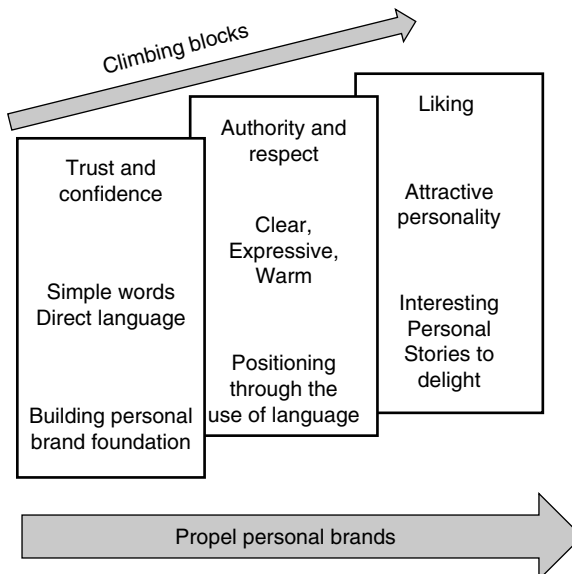 Climbing blocks
Trust and
confidence
Simple words
Direct language
Building personal
brand foundation
Authority and
respect
Clear,
Expressive,
Warm
Positioning
through the
use of language
Liking
Attractive
personality
Interesting
Personal
Stories to
delight
Propel personal brands